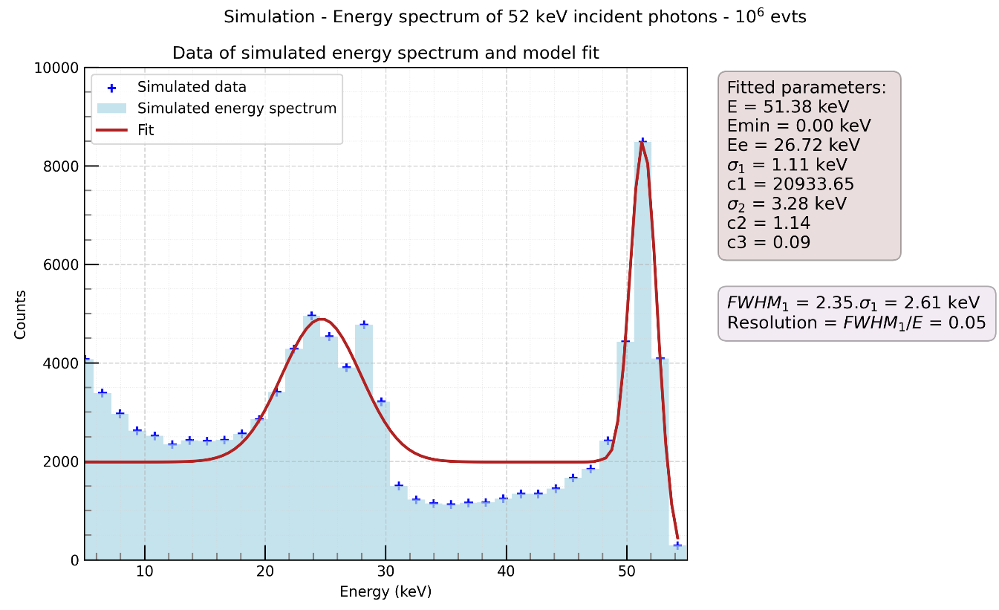 Simulation - Energy spectrum of 52 keV incident photons - 10⁶ evts
Data of simulated energy spectrum and model fit
Simulated data
Simulated energy spectrum
Fit
Counts
10000
8000
6000
4000
2000
0
10
20
30
40
50
Energy (keV)
Fitted parameters:
E = 51.38 keV
Emin = 0.00 keV
Ee = 26.72 keV
σ₁ = 1.11 keV
c1 = 20933.65
σ₂ = 3.28 keV
c2 = 1.14
c3 = 0.09
FWHM₁ = 2.35.σ₁ = 2.61 keV
Resolution = FWHM₁/E = 0.05